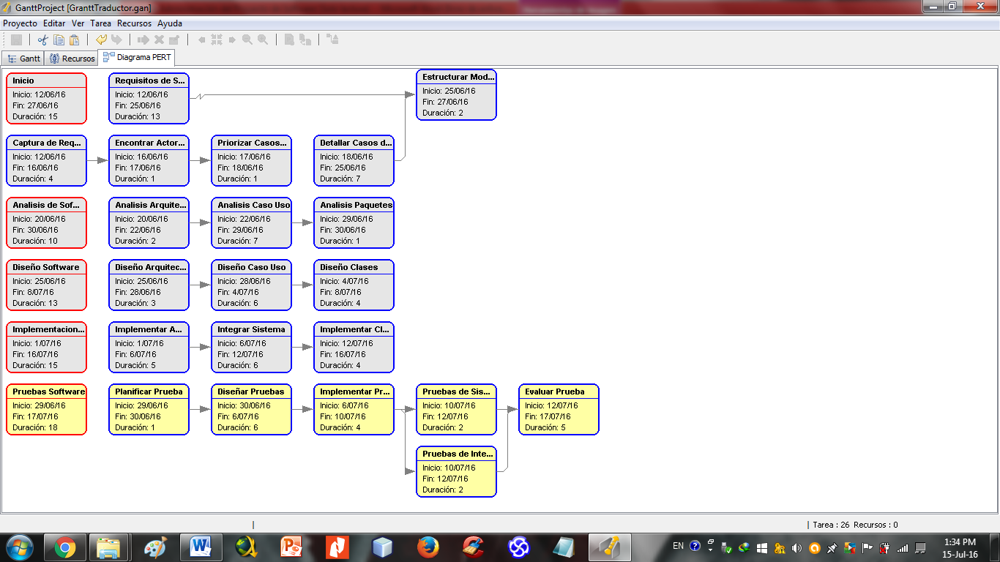 GanttProject [GranttTraductor.gan]
Proyecto Editar Ver Tarea Recursos Ayuda
Gantt Recursos Diagrama PERT
Inicio
Inicio: 12/06/16
Fin: 27/06/16
Duración: 15
Requisitos de S...
Inicio: 12/06/16
Fin: 25/06/16
Duración: 13
Estructurar Mod...
Inicio: 25/06/16
Fin: 27/06/16
Duración: 2
Captura de Req...
Inicio: 12/06/16
Fin: 16/06/16
Duración: 4
Encontrar Actor...
Inicio: 16/06/16
Fin: 17/06/16
Duración: 1
Priorizar Casos...
Inicio: 17/06/16
Fin: 18/06/16
Duración: 1
Detallar Casos d...
Inicio: 18/06/16
Fin: 25/06/16
Duración: 7
Analisis de Sof...
Inicio: 20/06/16
Fin: 30/06/16
Duración: 10
Analisis Arquite...
Inicio: 20/06/16
Fin: 22/06/16
Duración: 2
Analisis Caso Uso
Inicio: 22/06/16
Fin: 29/06/16
Duración: 7
Analisis Paquetes
Inicio: 29/06/16
Fin: 30/06/16
Duración: 1
Diseño Software
Inicio: 25/06/16
Fin: 8/07/16
Duración: 13
Diseño Arquitec...
Inicio: 25/06/16
Fin: 28/06/16
Duración: 3
Diseño Caso Uso
Inicio: 28/06/16
Fin: 4/07/16
Duración: 6
Diseño Clases
Inicio: 4/07/16
Fin: 8/07/16
Duración: 4
Implementacion...
Inicio: 1/07/16
Fin: 16/07/16
Duración: 15
Implementar A...
Inicio: 1/07/16
Fin: 6/07/16
Duración: 5
Integrar Sistema
Inicio: 6/07/16
Fin: 12/07/16
Duración: 6
Implementar Cl...
Inicio: 12/07/16
Fin: 16/07/16
Duración: 4
Pruebas Software
Inicio: 29/06/16
Fin: 17/07/16
Duración: 18
Planificar Prueba
Inicio: 29/06/16
Fin: 30/06/16
Duración: 1
Diseñar Pruebas
Inicio: 30/06/16
Fin: 6/07/16
Duración: 6
Implementar Pr...
Inicio: 6/07/16
Fin: 10/07/16
Duración: 4
Pruebas de Sis...
Inicio: 10/07/16
Fin: 12/07/16
Duración: 2
Evaluar Prueba
Inicio: 12/07/16
Fin: 17/07/16
Duración: 5
Pruebas de Inte...
Inicio: 10/07/16
Fin: 12/07/16
Duración: 2
Tarea : 26 Recursos : 0
EN
1:34 PM
15-Jul-16